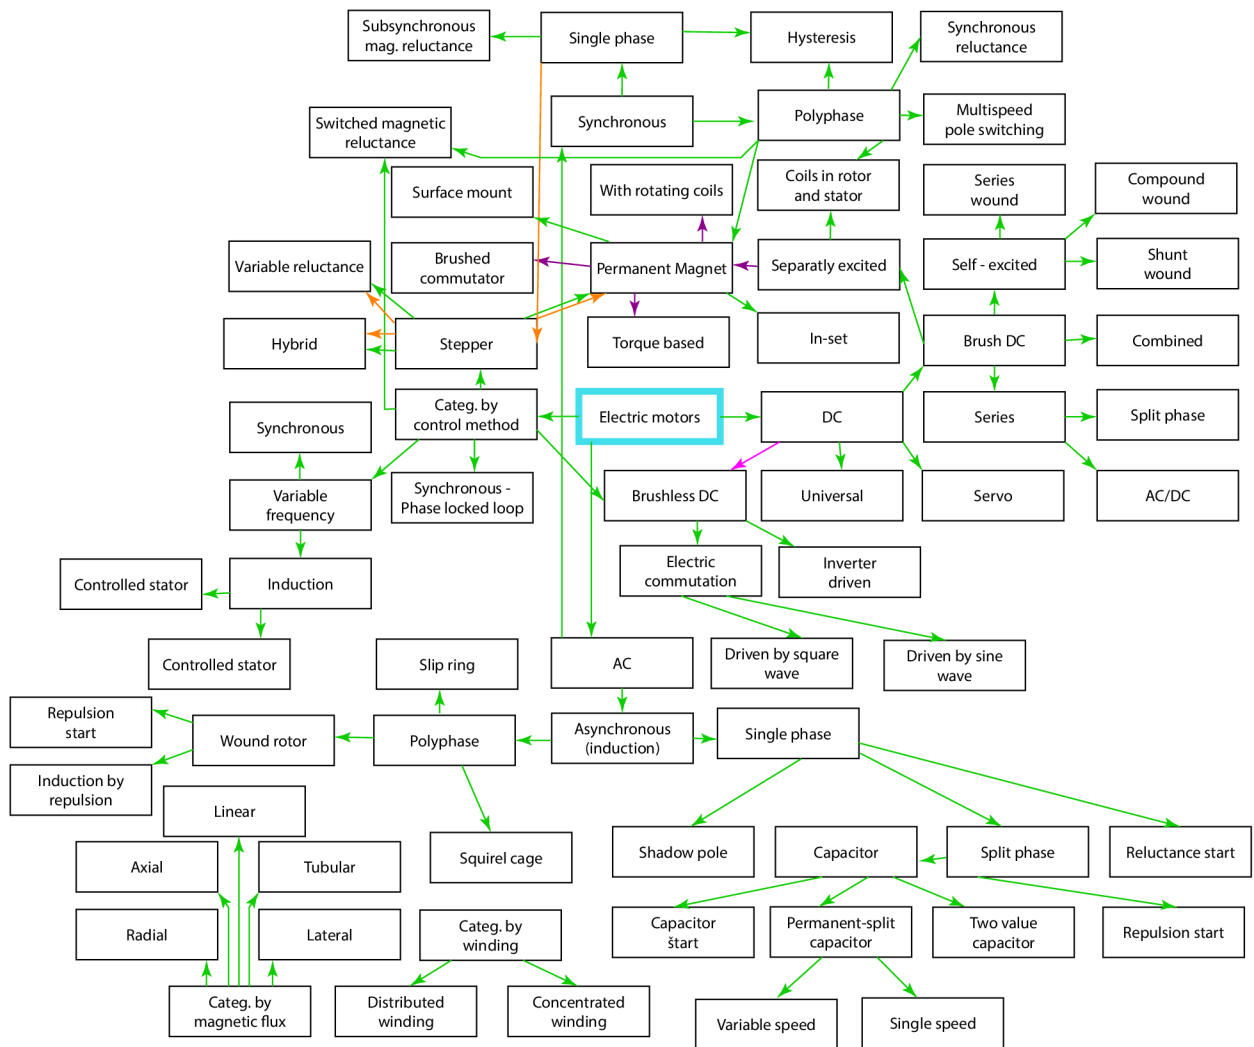 Subsynchronous
mag. reluctance
Single phase
Hysteresis
Synchronous
reluctance
Switched magnetic
reluctance
Synchronous
Polyphase
Multispeed
pole switching
Surface mount
With rotating coils
Coils in rotor
and stator
Series
wound
Compound
wound
Variable reluctance
Brushed
commutator
Permanent Magnet
Separatly excited
Self - excited
Shunt
wound
Hybrid
Stepper
Torque based
In-set
Brush DC
Combined
Synchronous
Categ. by
control method
Electric motors
DC
Series
Split phase
Variable
frequency
Synchronous -
Phase locked loop
Brushless DC
Universal
Servo
AC/DC
Controlled stator
Induction
Electric
commutation
Inverter
driven
Controlled stator
Slip ring
AC
Driven by square
wave
Driven by sine
wave
Repulsion
start
Wound rotor
Polyphase
Asynchronous
(induction)
Single phase
Induction by
repulsion
Linear
Axial
Tubular
Squirel cage
Shadow pole
Capacitor
Split phase
Reluctance start
Radial
Lateral
Categ. by
winding
Capacitor
štart
Permanent-split
capacitor
Two value
capacitor
Repulsion start
Categ. by
magnetic flux
Distributed
winding
Concentrated
winding
Variable speed
Single speed